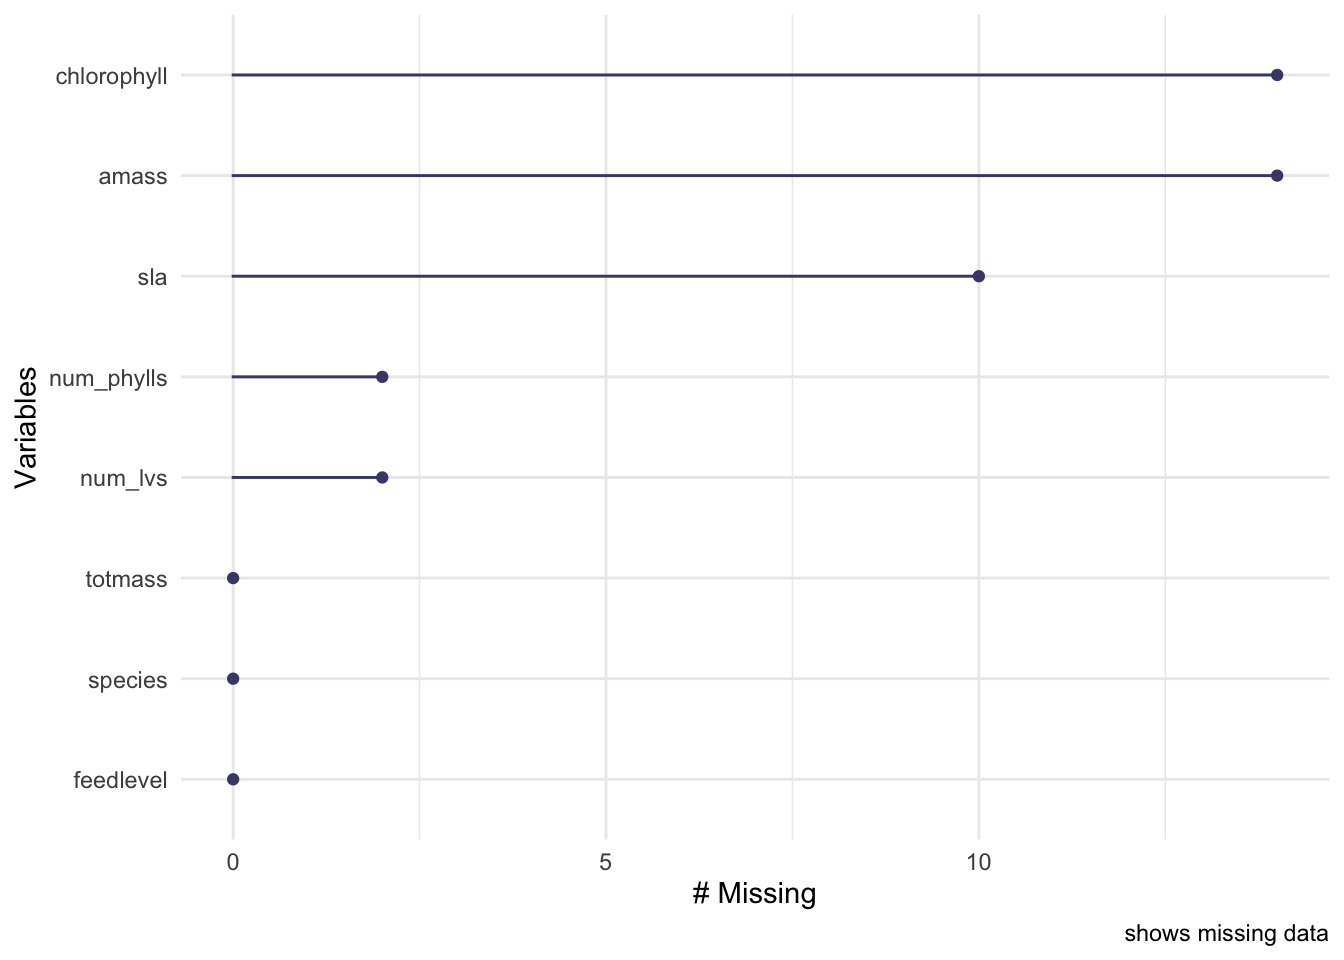 chlorophyll
amass
sla
num_phylls
num_lvs
totmass
species
feedlevel
Variables
0 5 10
# Missing
shows missing data